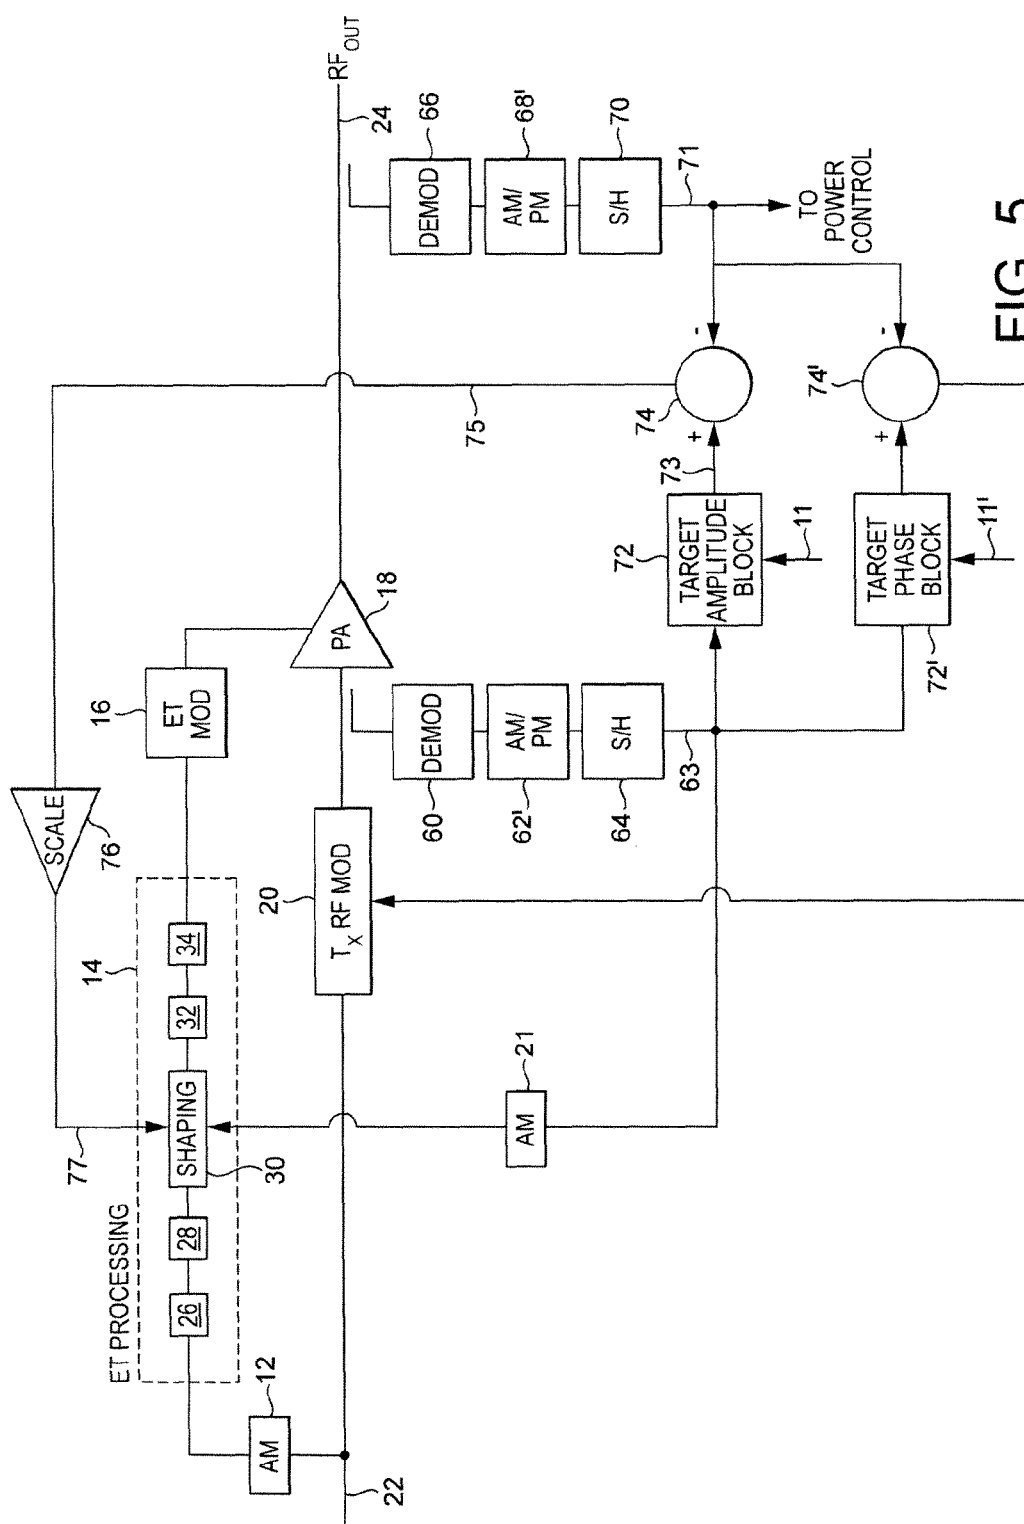 77
SCALE
76
75
ET PROCESSING
14
26
28
SHAPING
30
32
34
ET
MOD
16
AM
12
22
TX RF MOD
20
PA
18
24
RFOUT
AM
21
DEMOD
60
AM/
PM
62'
S/H
64
63
DEMOD
66
AM/
PM
68'
S/H
70
71
TO
POWER
CONTROL
72
TARGET
AMPLITUDE
BLOCK
11
73
+
-
74
TARGET
PHASE
BLOCK
72'
11'
+
-
74'
FIG. 5